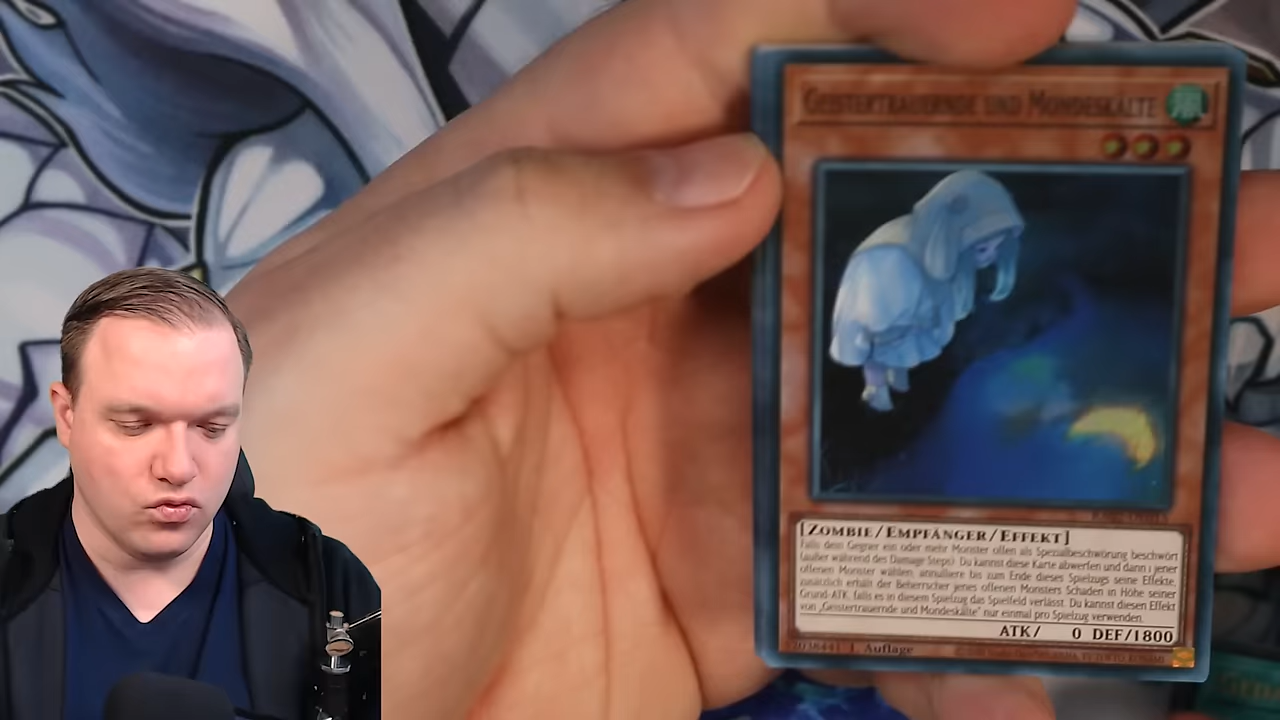 Geistertrauernde und Mondeskälte
[Zombie/Empfänger/Effekt]
Falls dein Gegner ein oder mehr Monster offen als Spezialbeschwörung beschwört
(außer während des Damage Steps): Du kannst diese Karte abwerfen und dann 1 jener
offenen Monster wählen; annulliere bis zum Ende dieses Spielzugs seine Effekte,
zusätzlich erhält der Beherrscher jenes offenen Monsters Schaden in Höhe seiner
Grund-ATK, falls es in diesem Spielzug das Spielfeld verlässt. Du kannst diesen Effekt
von „Geistertrauernde und Mondeskälte" nur einmal pro Spielzug verwenden.
ATK/ 0 DEF/1800
1. Auflage